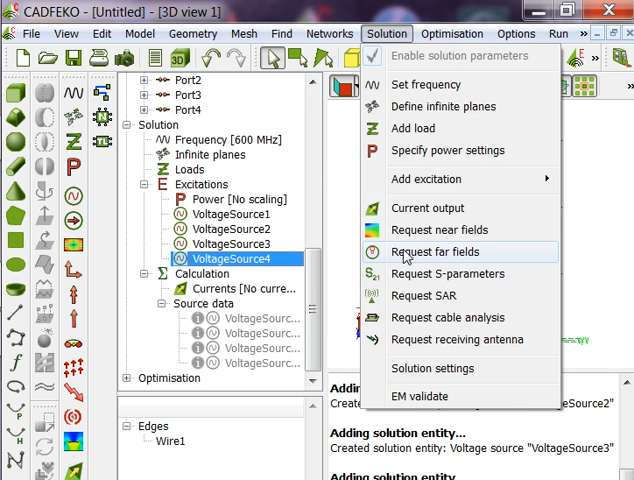 CADFEKO - [Untitled] - [3D view 1]
File View Edit Model Geometry Mesh Find Networks Solution Optimisation Options Run
Port2
Port3
Port4
Solution
Frequency [600 MHz]
Infinite planes
Loads
Excitations
Power [No scaling]
VoltageSource1
VoltageSource2
VoltageSource3
VoltageSource4
Calculation
Currents [No curre...
Source data
VoltageSourc...
VoltageSourc...
VoltageSourc...
VoltageSourc...
Optimisation
Edges
Wire1
Enable solution parameters
Set frequency
Define infinite planes
Add load
Specify power settings
Add excitation
Current output
Request near fields
Request far fields
Request S-parameters
Request SAR
Request cable analysis
Request receiving antenna
Solution settings
EM validate
Created solution entity: Voltage source "VoltageSource2"
Adding solution entity...
Created solution entity: Voltage source "VoltageSource3"
Adding solution entity...